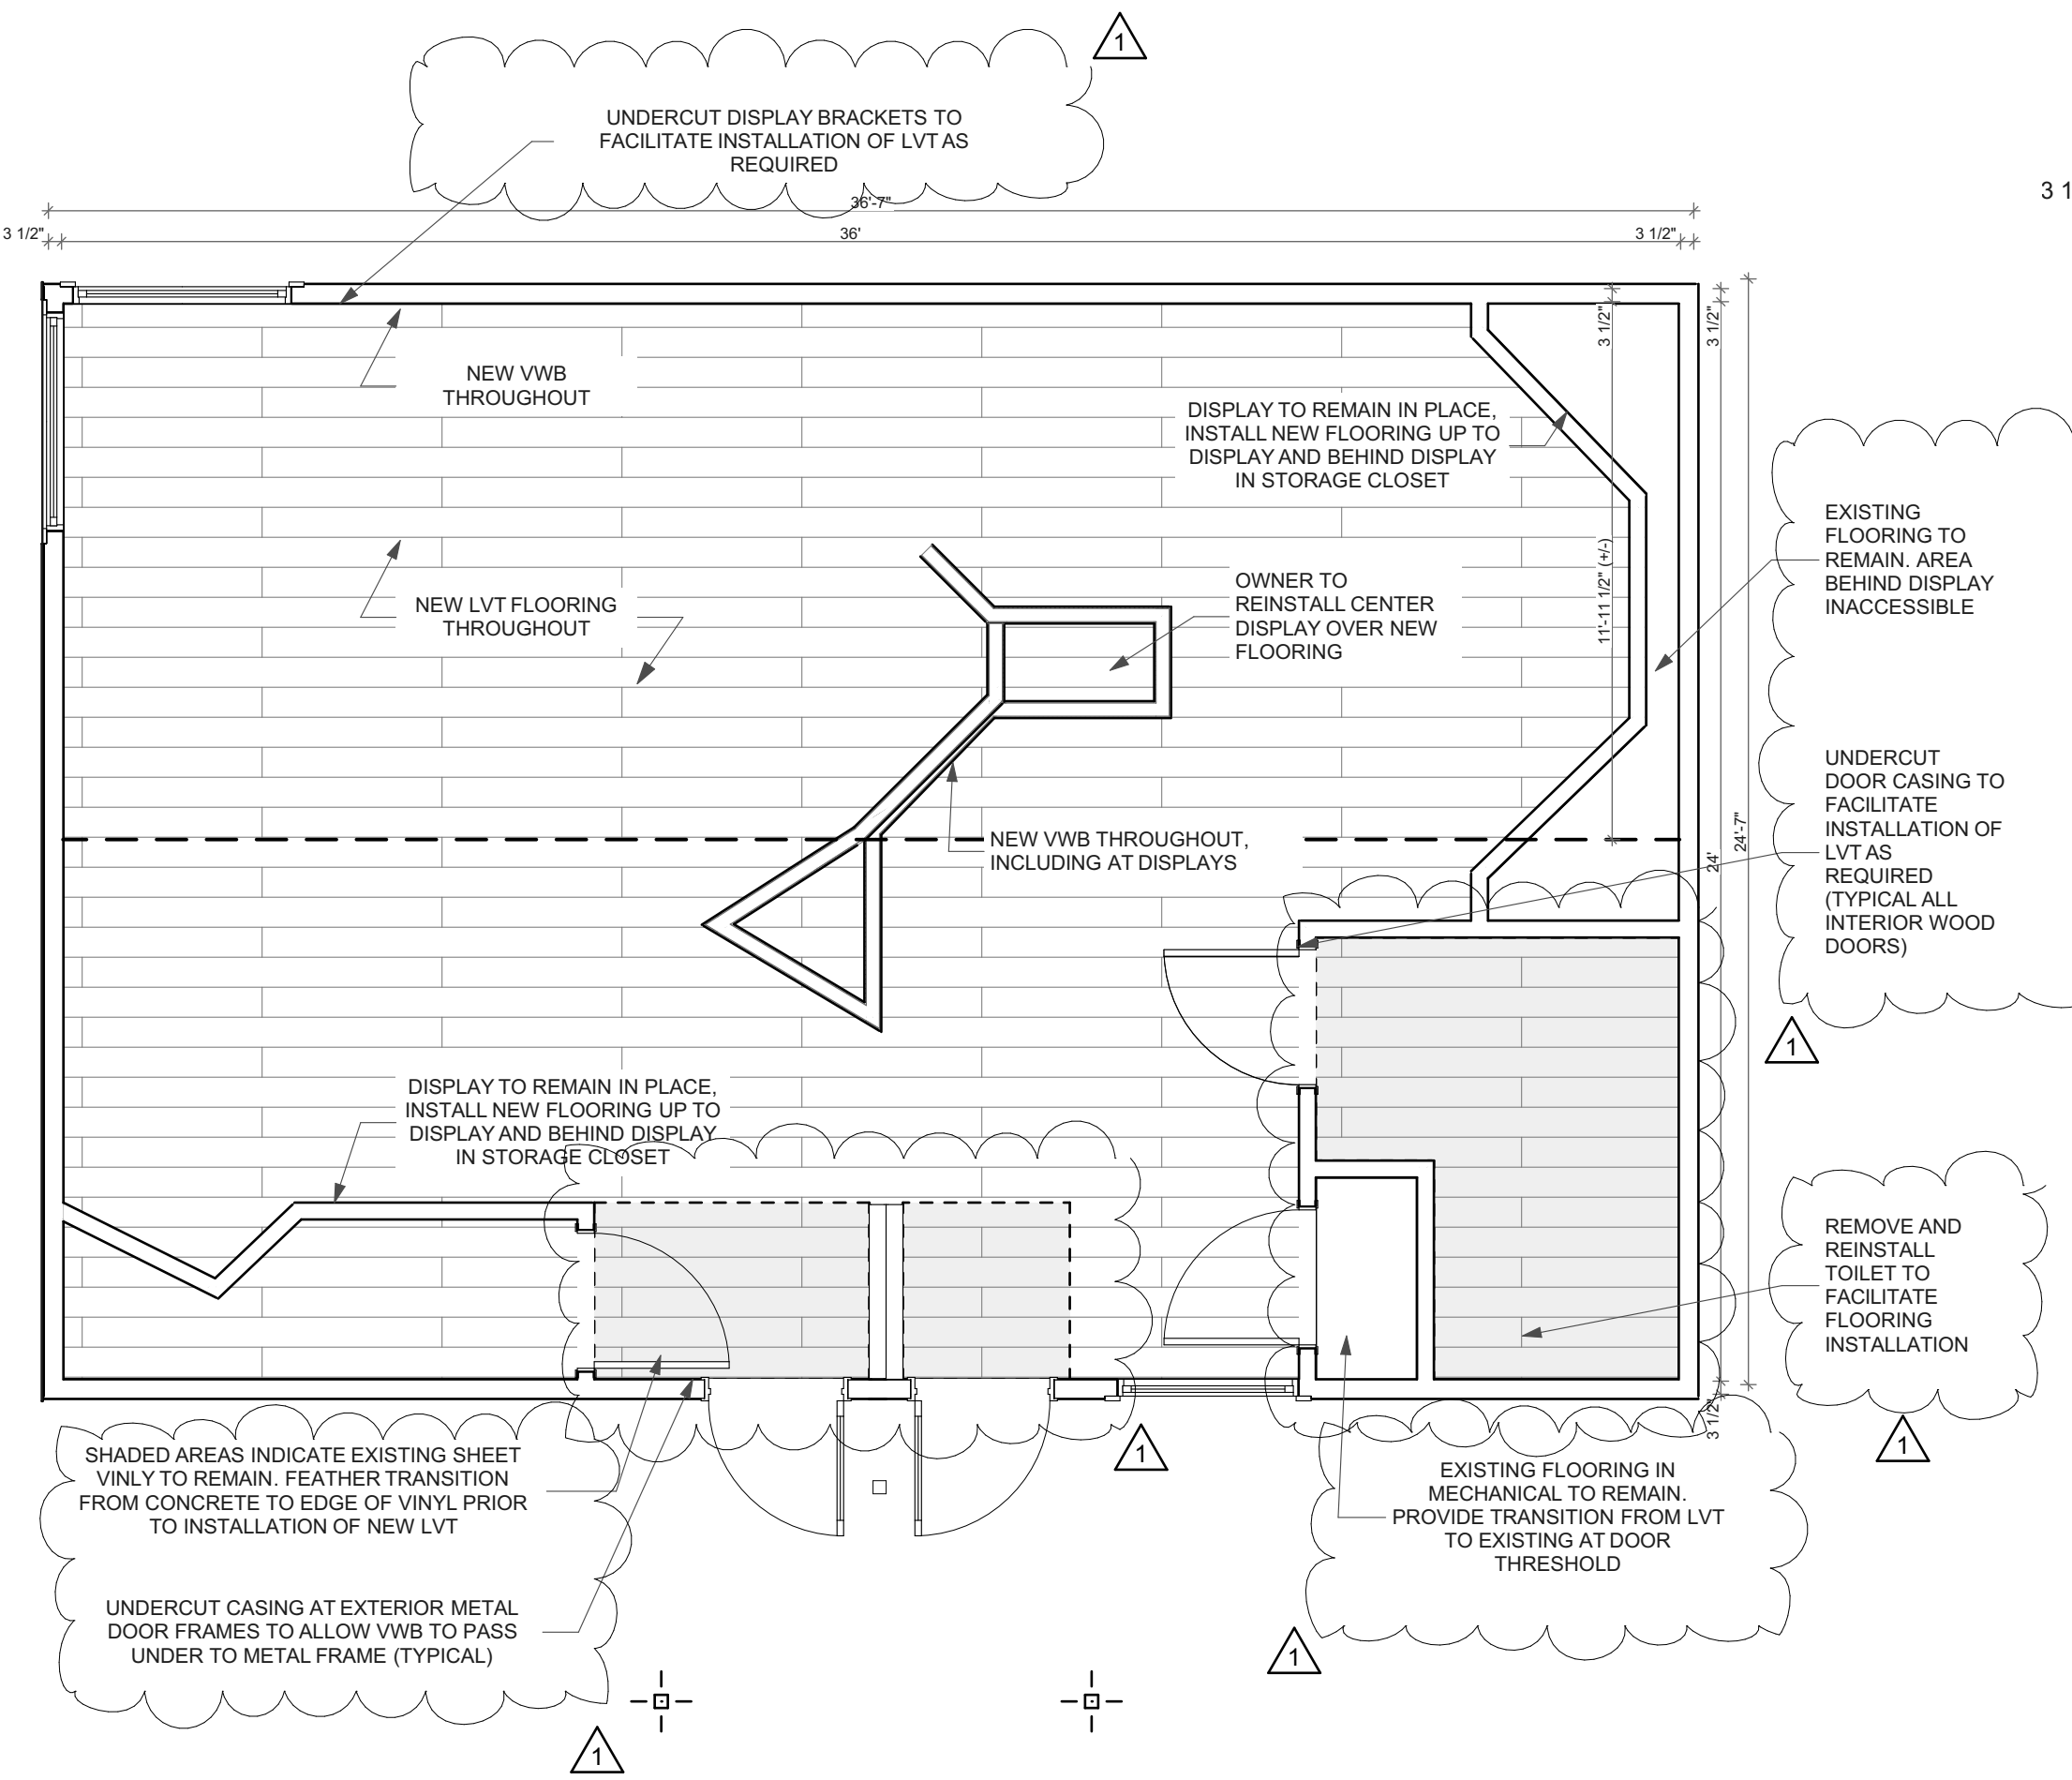 1
UNDERCUT DISPLAY BRACKETS TO
FACILITATE INSTALLATION OF LVT AS
REQUIRED
3 1
36'-7"
3 1/2"
36'
3 1/2"
3 1/2"
3 1/2"
NEW VWB
THROUGHOUT
DISPLAY TO REMAIN IN PLACE,
INSTALL NEW FLOORING UP TO
DISPLAY AND BEHIND DISPLAY
IN STORAGE CLOSET
EXISTING
FLOORING TO
REMAIN. AREA
BEHIND DISPLAY
INACCESSIBLE
11'-11 1/2" (+/-)
NEW LVT FLOORING
THROUGHOUT
OWNER TO
REINSTALL CENTER
DISPLAY OVER NEW
FLOORING
UNDERCUT
DOOR CASING TO
FACILITATE
INSTALLATION OF
LVT AS
REQUIRED
(TYPICAL ALL
INTERIOR WOOD
DOORS)
24'-7"
24'
NEW VWB THROUGHOUT,
INCLUDING AT DISPLAYS
1
DISPLAY TO REMAIN IN PLACE,
INSTALL NEW FLOORING UP TO
DISPLAY AND BEHIND DISPLAY
IN STORAGE CLOSET
REMOVE AND
REINSTALL
TOILET TO
FACILITATE
FLOORING
INSTALLATION
3 1/2"
1
1
SHADED AREAS INDICATE EXISTING SHEET
VINLY TO REMAIN. FEATHER TRANSITION
FROM CONCRETE TO EDGE OF VINYL PRIOR
TO INSTALLATION OF NEW LVT
EXISTING FLOORING IN
MECHANICAL TO REMAIN.
PROVIDE TRANSITION FROM LVT
TO EXISTING AT DOOR
THRESHOLD
UNDERCUT CASING AT EXTERIOR METAL
DOOR FRAMES TO ALLOW VWB TO PASS
UNDER TO METAL FRAME (TYPICAL)
1
1